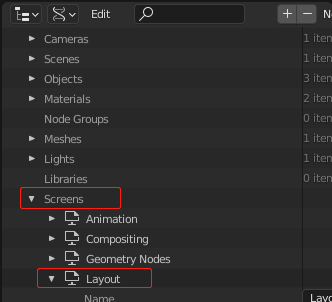 Edit
Cameras 1 item
Scenes 1 item
Objects 3 item
Materials 2 item
Node Groups 0 item
Meshes 1 item
Lights 1 item
Libraries 0 item
Screens
Animation
Compositing
Geometry Nodes
Layout
Name